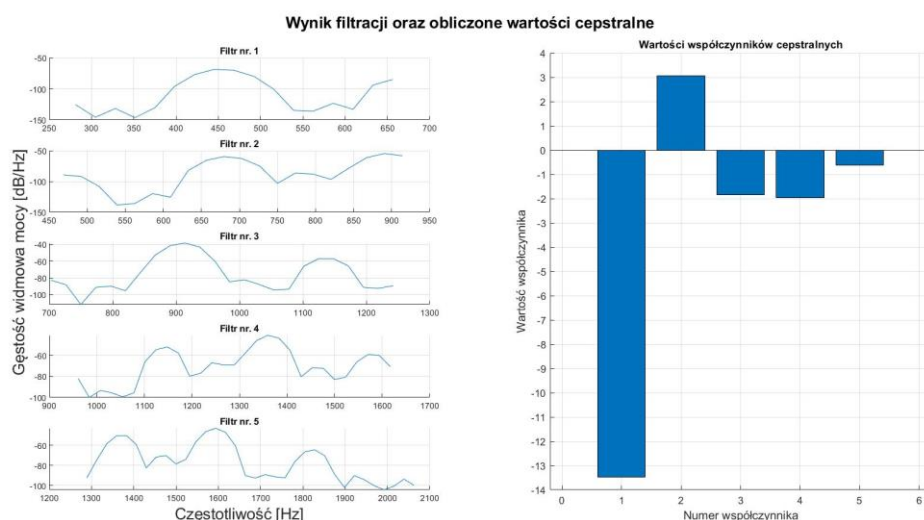 Wynik filtracji oraz obliczone wartości cepstralne
Gęstość widmowa mocy [dB/Hz]
Filtr nr. 1
-50
-100
-150
250 300 350 400 450 500 550 600 650 700
Filtr nr. 2
-50
-100
-150
450 500 550 600 650 700 750 800 850 900 950
Filtr nr. 3
-40
-60
-80
-100
700 800 900 1000 1100 1200 1300
Filtr nr. 4
-60
-80
-100
900 1000 1100 1200 1300 1400 1500 1600 1700
Filtr nr. 5
-60
-80
-100
1200 1300 1400 1500 1600 1700 1800 1900 2000 2100
Częstotliwość [Hz]
Wartości współczynników cepstralnych
Wartość współczynnika
4
3
2
1
0
-1
-2
-3
-4
-5
-6
-7
-8
-9
-10
-11
-12
-13
-14
0 1 2 3 4 5 6
Numer współczynnika